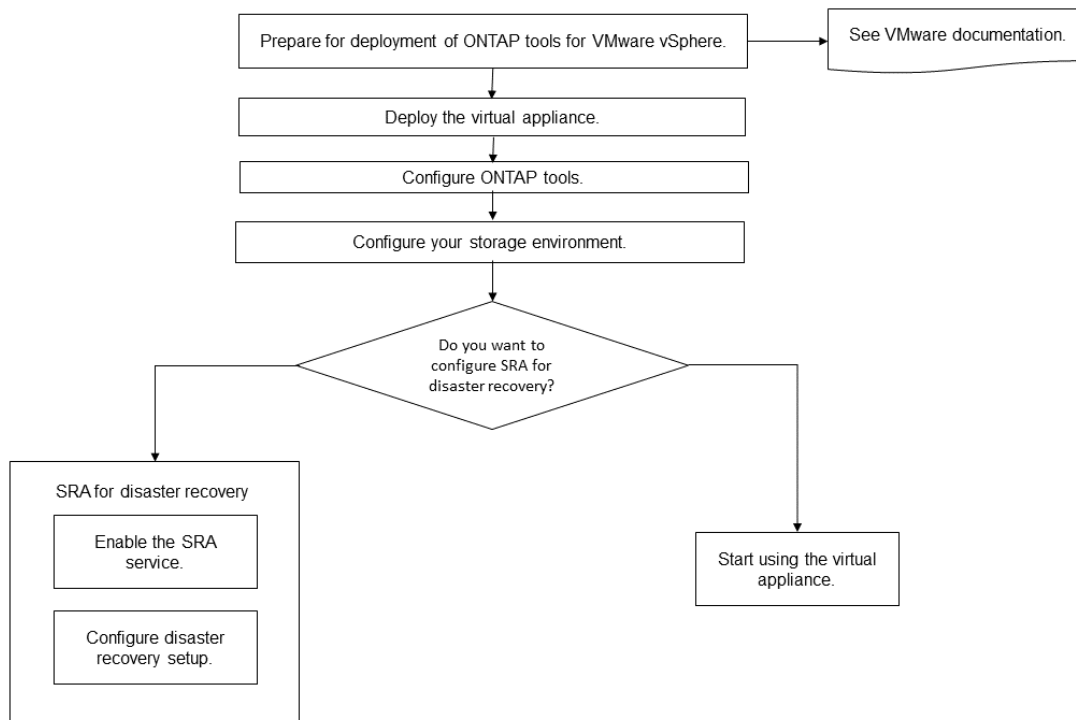 Prepare for deployment of ONTAP tools for VMware vSphere.
See VMware documentation.
Deploy the virtual appliance.
Configure ONTAP tools.
Configure your storage environment.
Do you want to
configure SRA for
disaster recovery?
SRA for disaster recovery
Enable the SRA
service.
Configure disaster
recovery setup.
Start using the virtual
appliance.